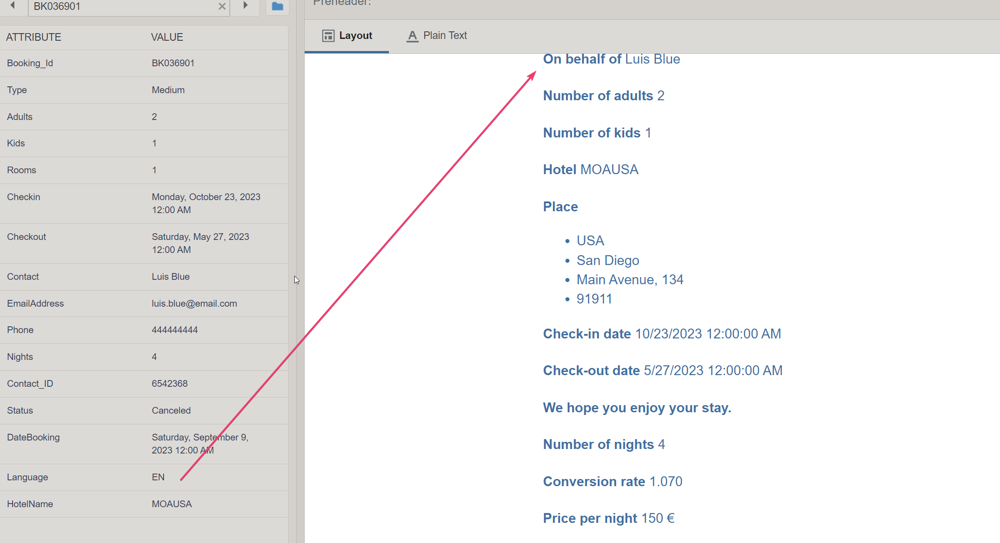 BK036901
Preheader:
ATTRIBUTE VALUE
Layout Plain Text
Booking_Id BK036901
Type Medium
Adults 2
Kids 1
Rooms 1
Checkin Monday, October 23, 2023
12:00 AM
Checkout Saturday, May 27, 2023
12:00 AM
Contact Luis Blue
EmailAddress luis.blue@email.com
Phone 444444444
Nights 4
Contact_ID 6542368
Status Canceled
DateBooking Saturday, September 9,
2023 12:00 AM
Language EN
HotelName MOAUSA
On behalf of Luis Blue
Number of adults 2
Number of kids 1
Hotel MOAUSA
Place
• USA
• San Diego
• Main Avenue, 134
• 91911
Check-in date 10/23/2023 12:00:00 AM
Check-out date 5/27/2023 12:00:00 AM
We hope you enjoy your stay.
Number of nights 4
Conversion rate 1.070
Price per night 150 €